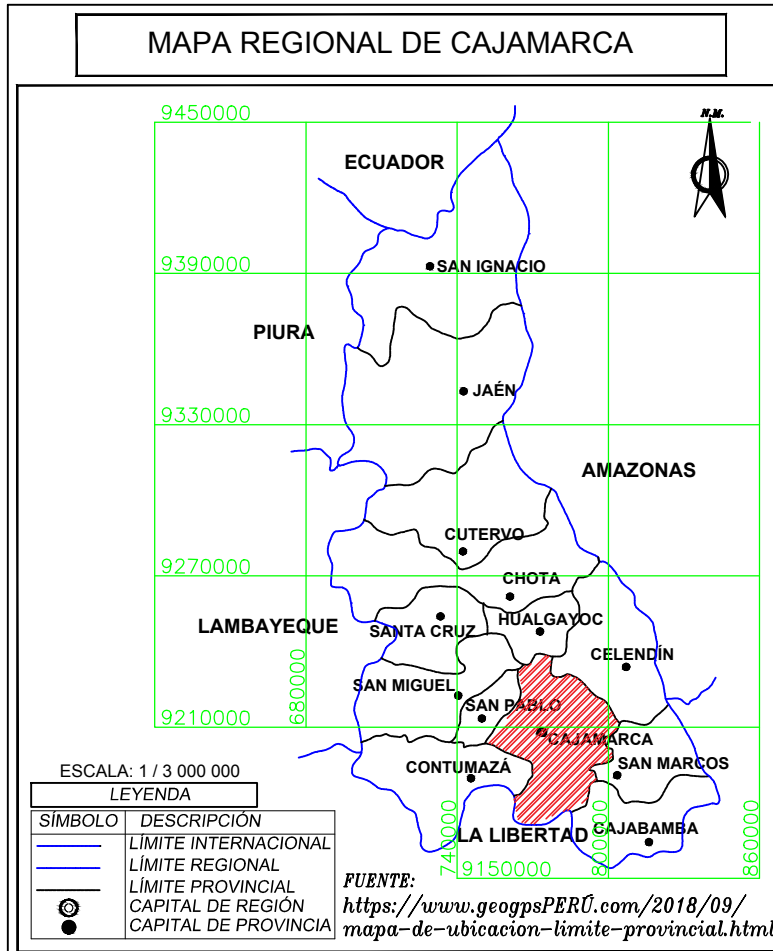 MAPA REGIONAL DE CAJAMARCA
9450000
N.M.
ECUADOR
SAN IGNACIO
9390000
PIURA
JAÉN
9330000
AMAZONAS
CUTERVO
9270000
CHOTA
HUALGAYOC
LAMBAYEQUE
SANTA CRUZ
CELENDÍN
SAN MIGUEL
SAN PABLO
680000
9210000
CAJAMARCA
SAN MARCOS
CONTUMAZÁ
LA LIBERTAD
CAJABAMBA
740000
9150000
800000
860000
ESCALA: 1 / 3 000 000
LEYENDA
SÍMBOLO DESCRIPCIÓN
LÍMITE INTERNACIONAL
LÍMITE REGIONAL
LÍMITE PROVINCIAL
CAPITAL DE REGIÓN
CAPITAL DE PROVINCIA
FUENTE:
https://www.geogpsPERÚ.com/2018/09/
mapa-de-ubicacion-limite-provincial.html